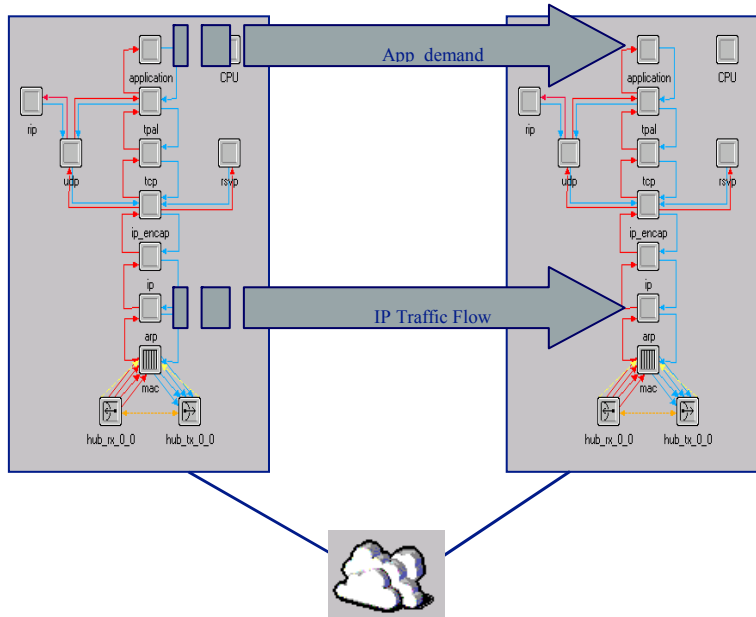 App_demand
application
CPU
application
CPU
rip
tpal
rip
tpal
udp
tcp
rsvp
udp
tcp
rsvp
ip_encap
ip_encap
ip
ip
IP Traffic Flow
arp
arp
mac
mac
hub_rx_0_0
hub_tx_0_0
hub_rx_0_0
hub_tx_0_0